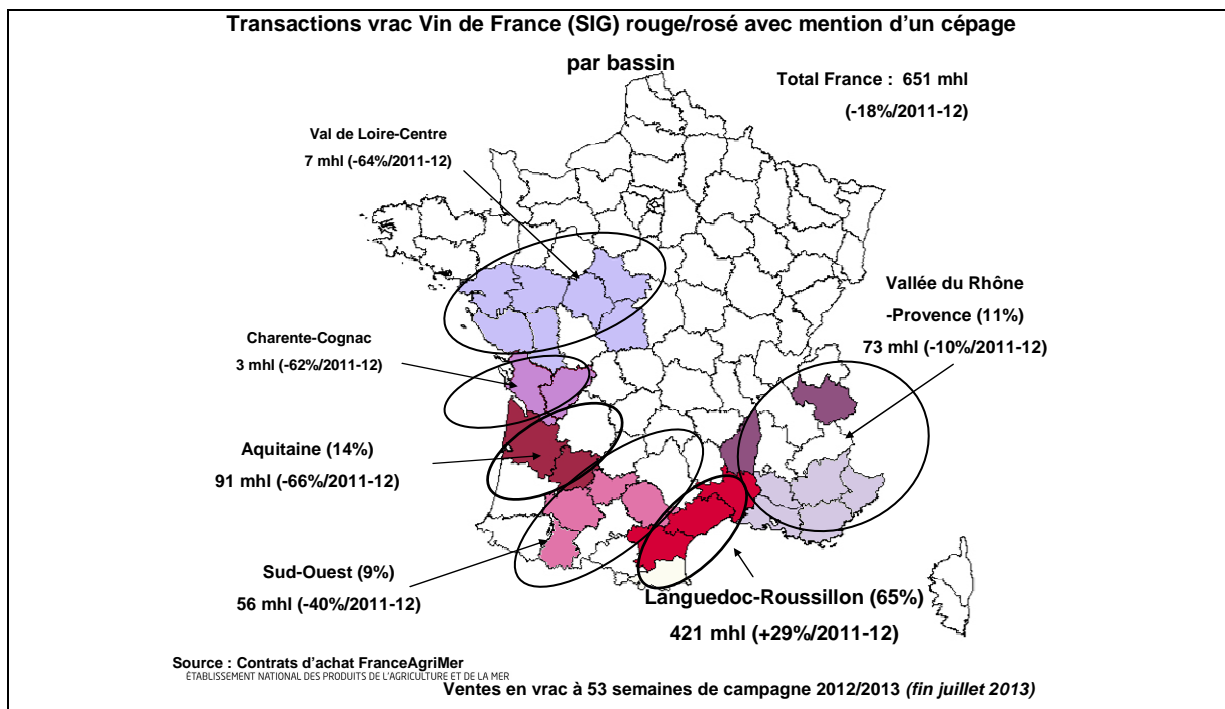 Transactions vrac Vin de France (SIG) rouge/rosé avec mention d'un cépage
par bassin
Total France : 651 mhl
(-18%/2011-12)
Val de Loire-Centre
7 mhl (-64%/2011-12)
Vallée du Rhône
-Provence (11%)
73 mhl (-10%/2011-12)
Charente-Cognac
3 mhl (-62%/2011-12)
Aquitaine (14%)
91 mhl (-66%/2011-12)
Sud-Ouest (9%)
56 mhl (-40%/2011-12)
Languedoc-Roussillon (65%)
421 mhl (+29%/2011-12)
Source : Contrats d'achat FranceAgriMer
ÉTABLISSEMENT NATIONAL DES PRODUITS DE L'AGRICULTURE ET DE LA MER
Ventes en vrac à 53 semaines de campagne 2012/2013 (fin juillet 2013)